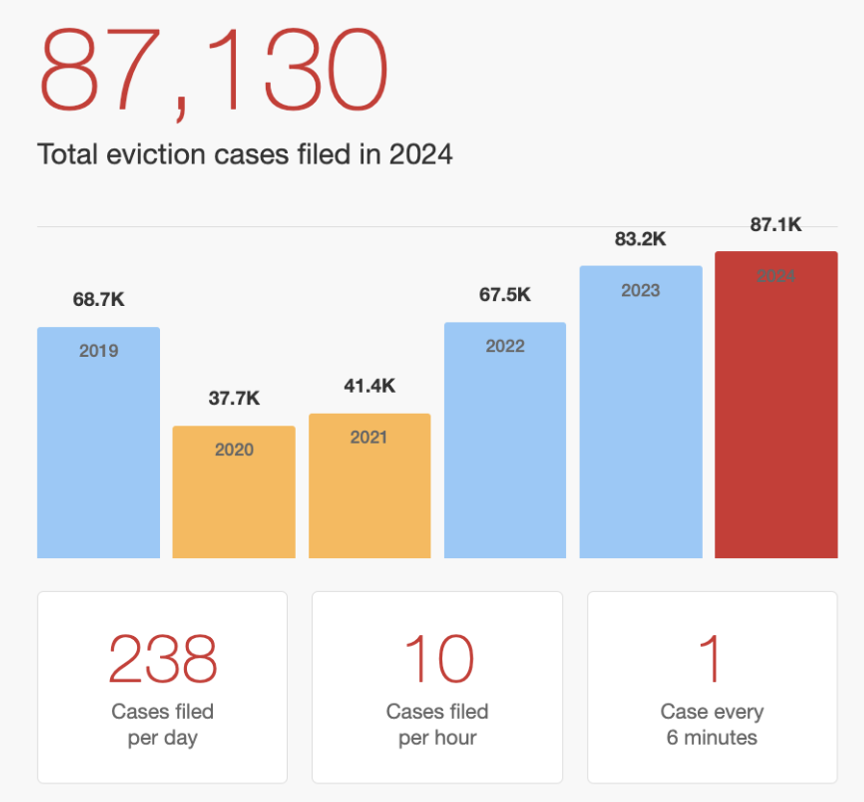 87,130
Total eviction cases filed in 2024
87.1K
83.2K
68.7K
67.5K
37.7K
41.4K
2019
2020
2021
2022
2023
2024
238
Cases filed
per day
10
Cases filed
per hour
1
Case every
6 minutes